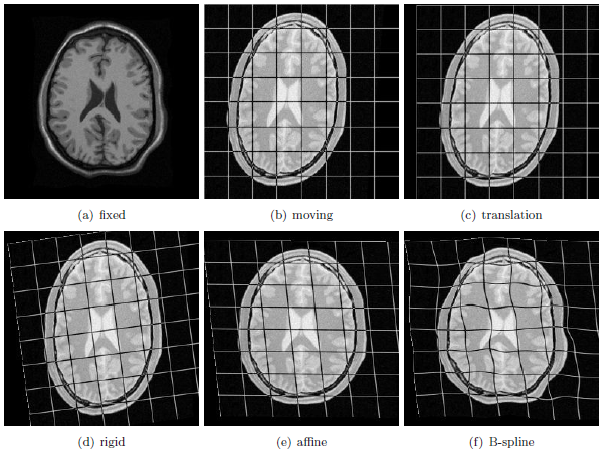 (a) fixed
(b) moving
(c) translation
(d) rigid
(e) affine
(f) B-spline